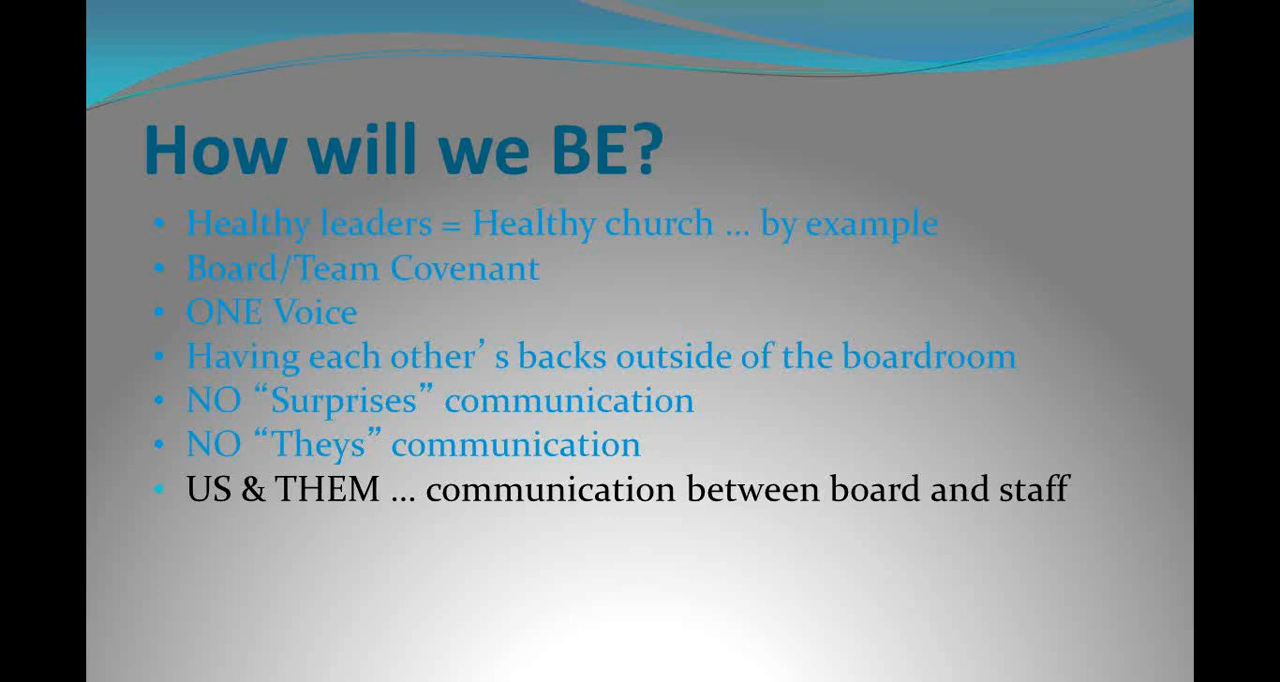 How will we BE?
• Healthy leaders = Healthy church … by example
• Board/Team Covenant
• ONE Voice
• Having each other’ s backs outside of the boardroom
• NO “Surprises” communication
• NO “Theys” communication
• US & THEM … communication between board and staff